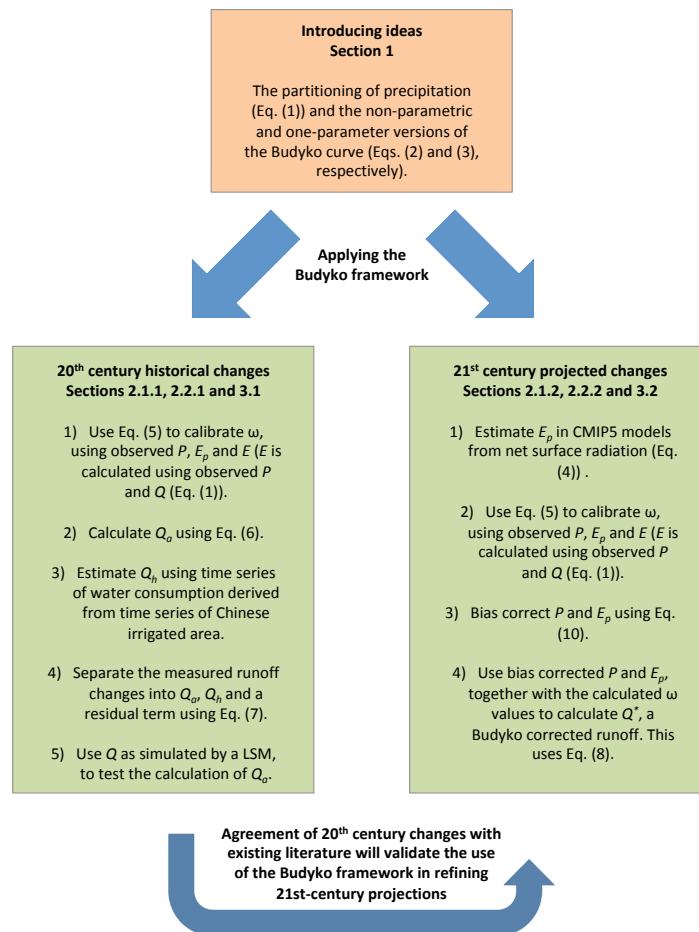 Introducing ideas
Section 1
The partitioning of precipitation
(Eq. (1)) and the non-parametric
and one-parameter versions of
the Budyko curve (Eqs. (2) and (3),
respectively).
Applying the
Budyko framework
20th century historical changes
Sections 2.1.1, 2.2.1 and 3.1
1) Use Eq. (5) to calibrate ω,
using observed P, Ep and E (E is
calculated using observed P
and Q (Eq. (1)).
2) Calculate Qa using Eq. (6).
3) Estimate Qh using time series
of water consumption derived
from time series of Chinese
irrigated area.
4) Separate the measured runoff
changes into Qa, Qh and a
residual term using Eq. (7).
5) Use Q as simulated by a LSM,
to test the calculation of Qa.
21st century projected changes
Sections 2.1.2, 2.2.2 and 3.2
1) Estimate Ep in CMIP5 models
from net surface radiation (Eq.
(4)) .
2) Use Eq. (5) to calibrate ω,
using observed P, Ep and E (E is
calculated using observed P
and Q (Eq. (1)).
3) Bias correct P and Ep using Eq.
(10).
4) Use bias corrected P and Ep,
together with the calculated ω
values to calculate Q*, a
Budyko corrected runoff. This
uses Eq. (8).
Agreement of 20th century changes with
existing literature will validate the use
of the Budyko framework in refining
21st-century projections